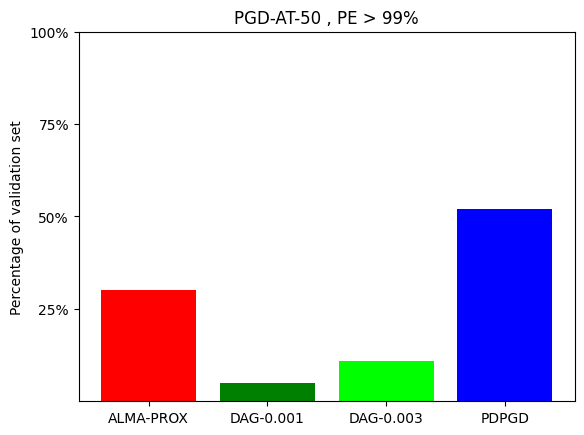 PGD-AT-50 , PE > 99%
100%
75%
50%
25%
Percentage of validation set
ALMA-PROX DAG-0.001 DAG-0.003 PDPGD